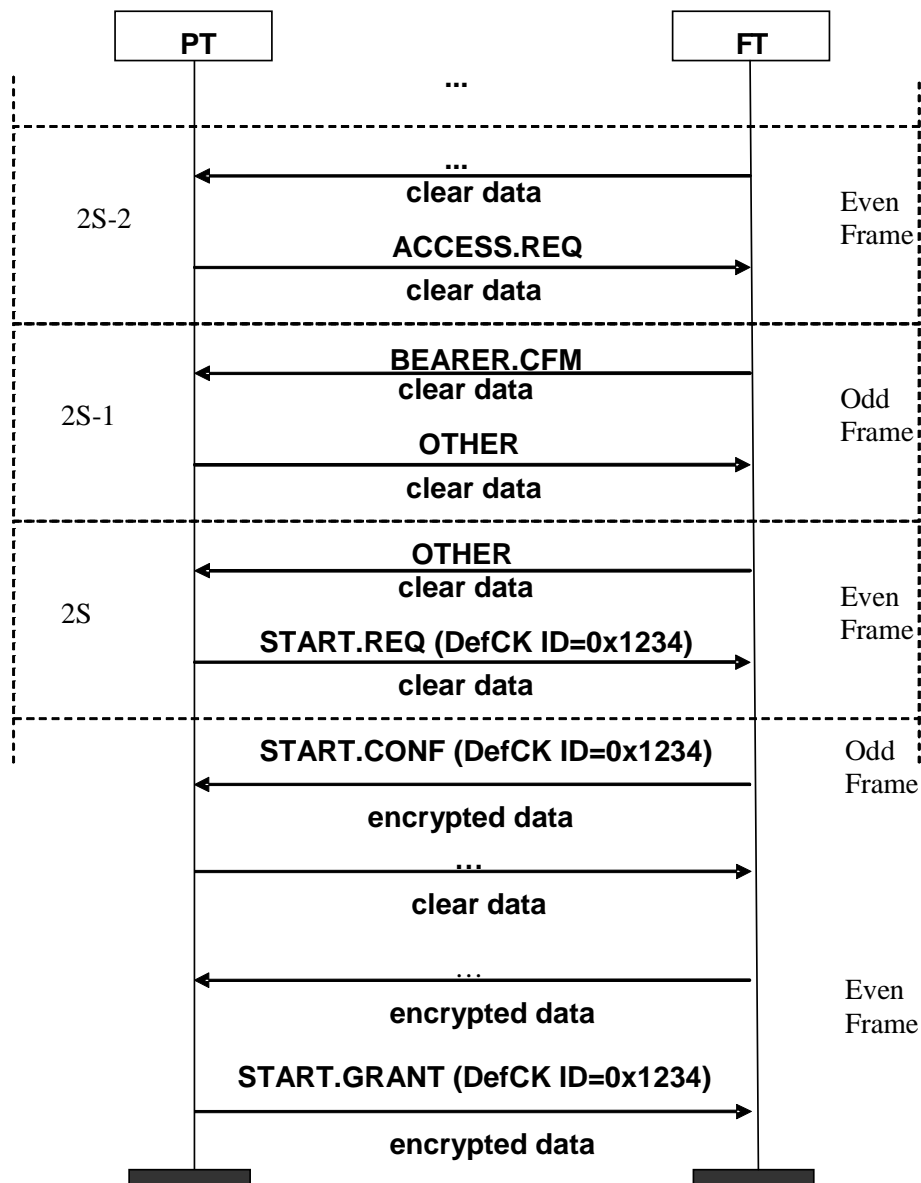 PT
FT
...
...
clear data
2S-2
Even
Frame
ACCESS.REQ
clear data
BEARER.CFM
clear data
2S-1
Odd
Frame
OTHER
clear data
OTHER
clear data
2S
Even
Frame
START.REQ (DefCK ID=0x1234)
clear data
START.CONF (DefCK ID=0x1234)
Odd
Frame
encrypted data
...
clear data
...
encrypted data
Even
Frame
START.GRANT (DefCK ID=0x1234)
encrypted data